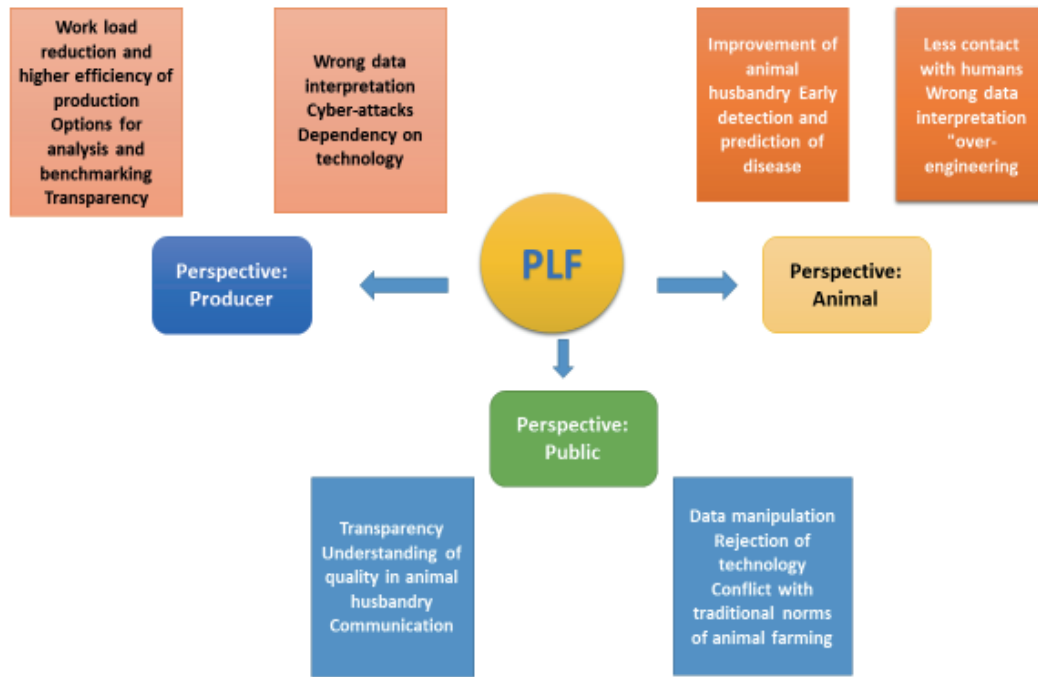 Work load
reduction and
higher efficiency of
production
Options for
analysis and
benchmarking
Transparency
Wrong data
interpretation
Cyber-attacks
Dependency on
technology
Improvement of
animal
husbandry Early
detection and
prediction of
disease
Less contact
with humans
Wrong data
interpretation
"over-
engineering
Perspective:
Producer
PLF
Perspective:
Animal
Perspective:
Public
Transparency
Understanding of
quality in animal
husbandry
Communication
Data manipulation
Rejection of
technology
Conflict with
traditional norms
of animal farming